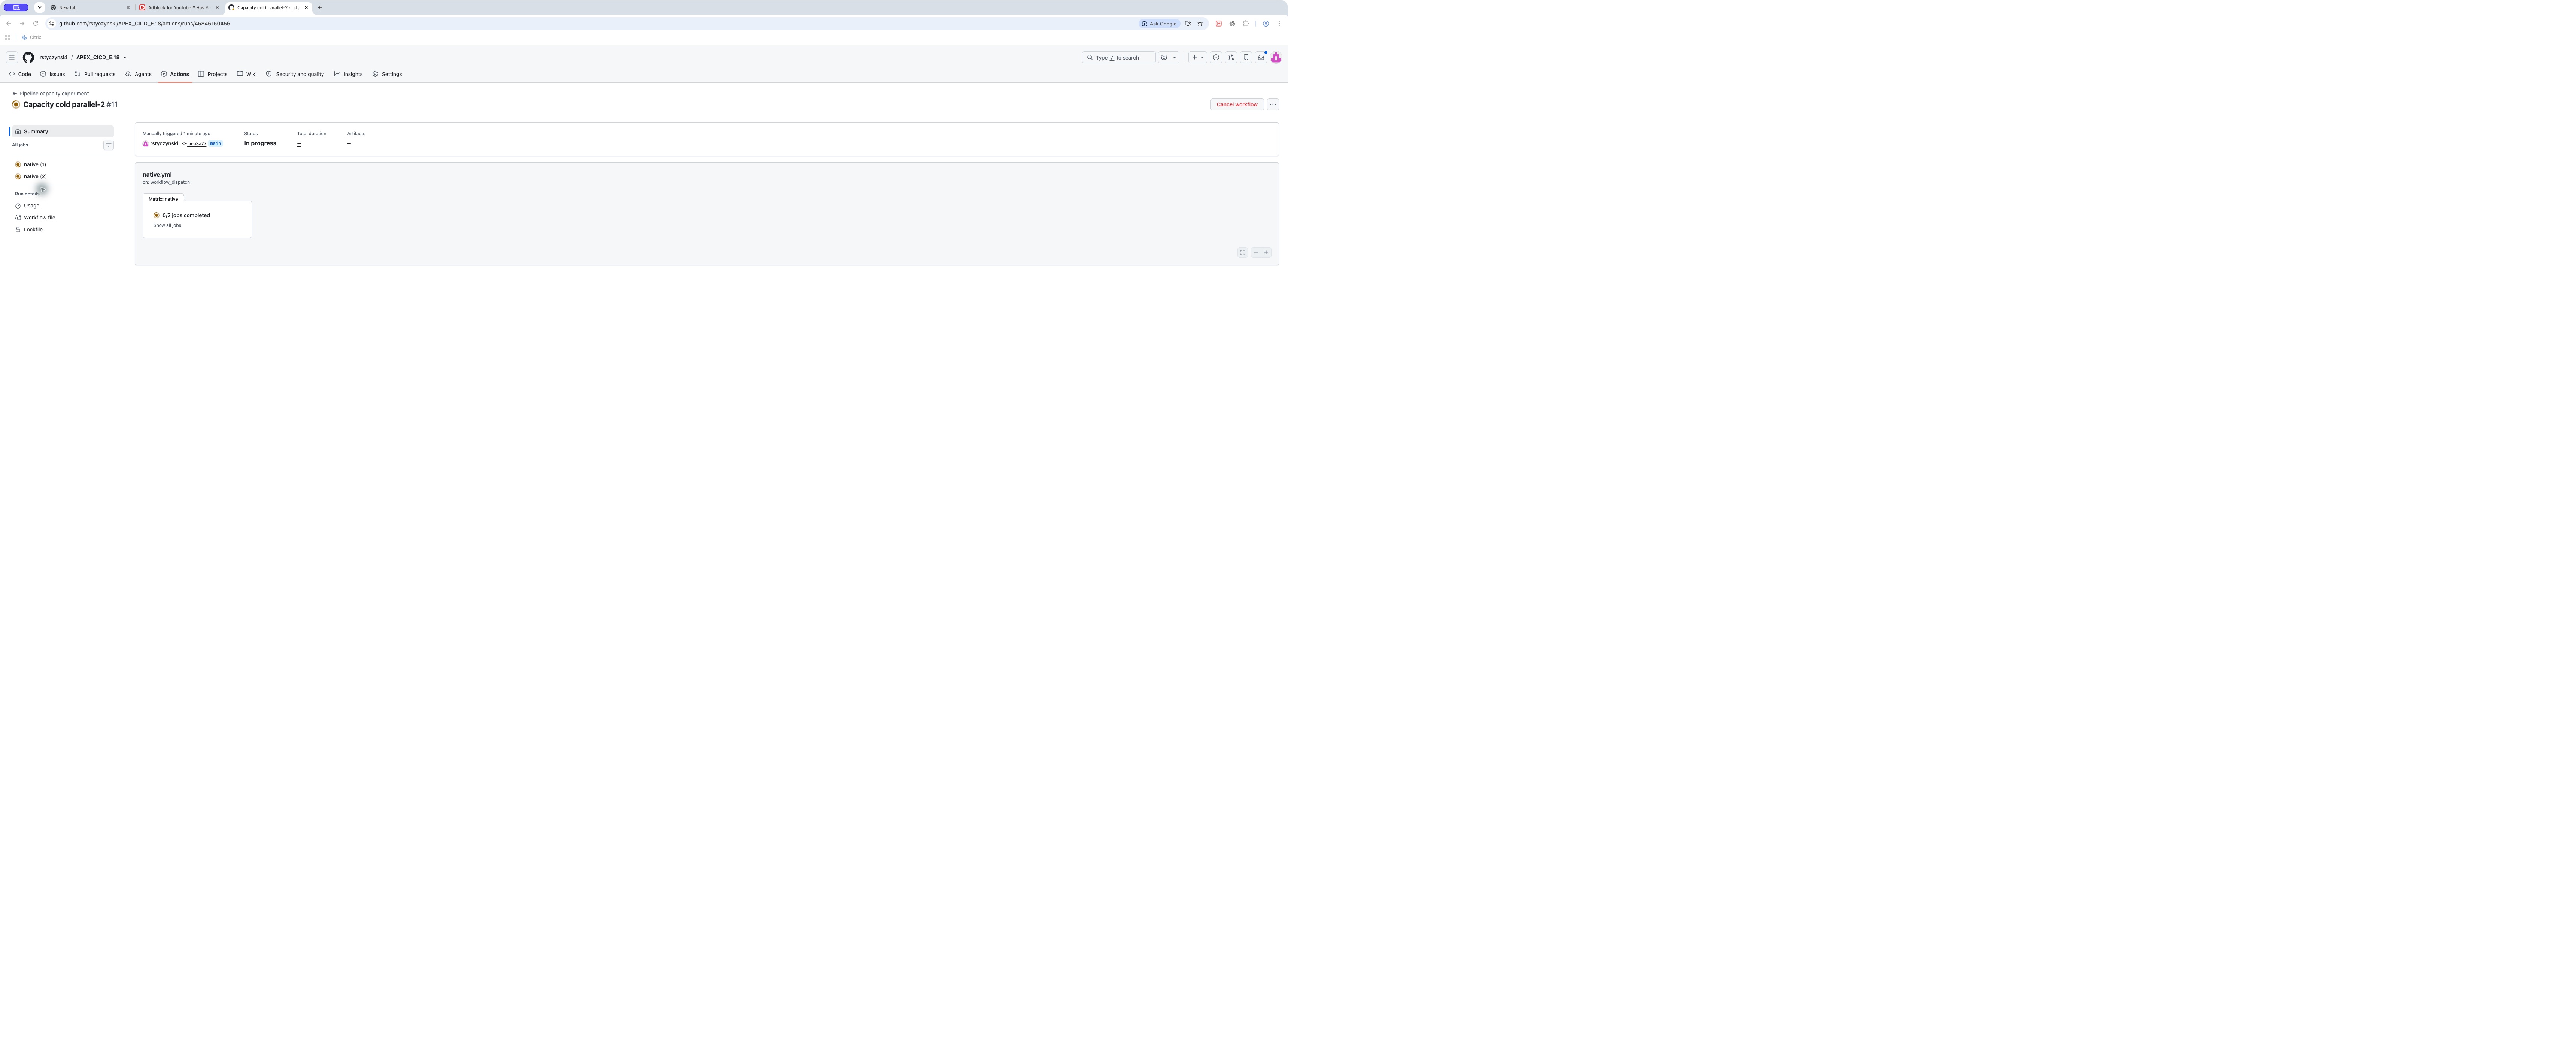 New tab
Adblock for Youtube™ Has B
Capacity cold parallel-2 · rst
github.com/rstyczynski/APEX_CICD_E.18/actions/runs/45846150456
Ask Google
Citrix
rstyczynski / APEX_CICD_E.18
Type / to search
Code
Issues
Pull requests
Agents
Actions
Projects
Wiki
Security and quality
Insights
Settings
Pipeline capacity experiment
Capacity cold parallel-2 #11
Cancel workflow
Summary
All jobs
native (1)
native (2)
Run details
Usage
Workflow file
Lockfile
Manually triggered 1 minute ago
rstyczynski aea3a77 main
Status
In progress
Total duration
–
Artifacts
–
native.yml
on: workflow_dispatch
Matrix: native
0/2 jobs completed
Show all jobs